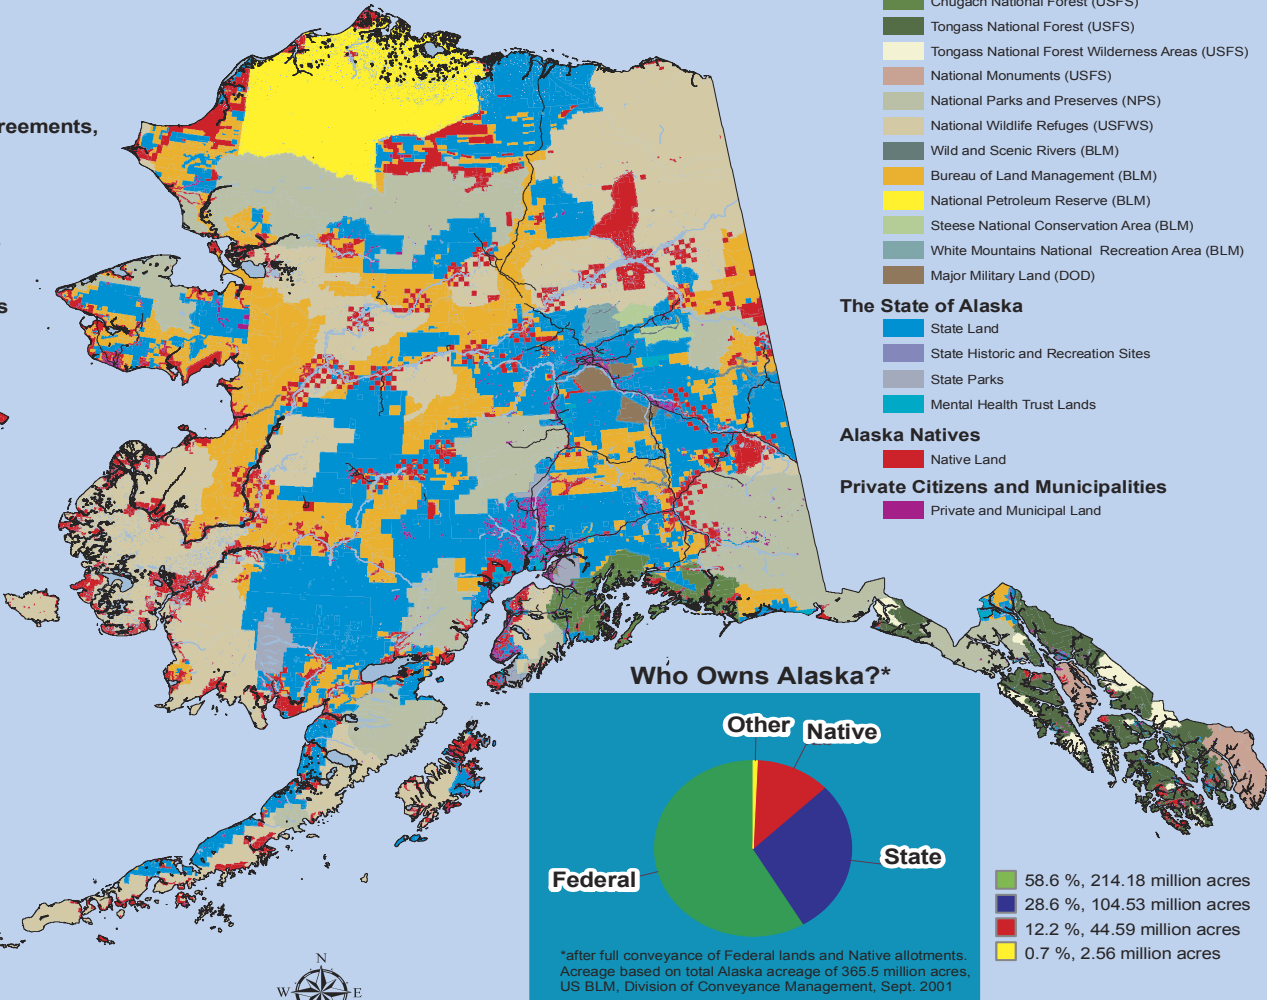 Chugach National Forest (USFS)
Tongass National Forest (USFS)
Tongass National Forest Wilderness Areas (USFS)
National Monuments (USFS)
National Parks and Preserves (NPS)
National Wildlife Refuges (USFWS)
Wild and Scenic Rivers (BLM)
Bureau of Land Management (BLM)
National Petroleum Reserve (BLM)
Steese National Conservation Area (BLM)
White Mountains National Recreation Area (BLM)
Major Military Land (DOD)
The State of Alaska
State Land
State Historic and Recreation Sites
State Parks
Mental Health Trust Lands
Alaska Natives
Native Land
Private Citizens and Municipalities
Private and Municipal Land
reements,
s
Who Owns Alaska?*
Other
Native
State
Federal
*after full conveyance of Federal lands and Native allotments.
Acreage based on total Alaska acreage of 365.5 million acres,
US BLM, Division of Conveyance Management, Sept. 2001
58.6 %, 214.18 million acres
28.6 %, 104.53 million acres
12.2 %, 44.59 million acres
0.7 %, 2.56 million acres
N
W E